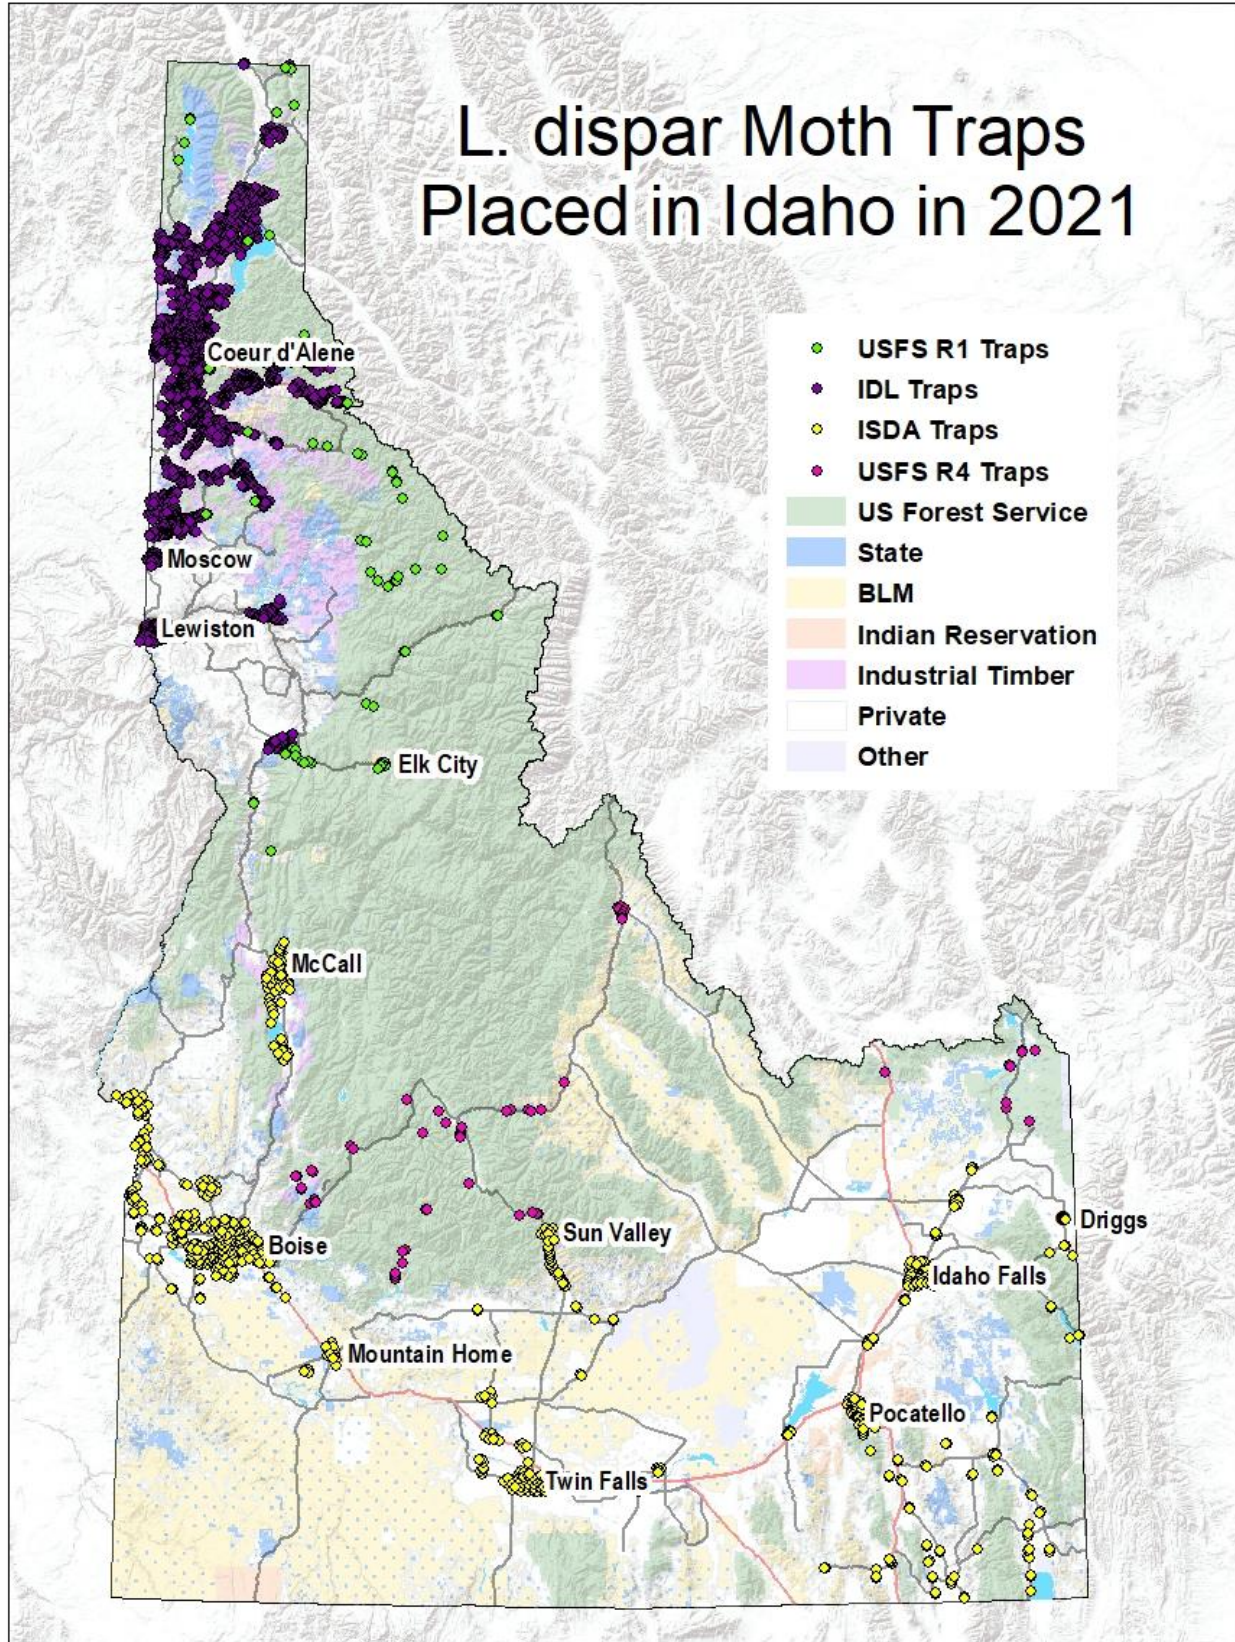 L. dispar Moth Traps
Placed in Idaho in 2021
USFS R1 Traps
IDL Traps
ISDA Traps
USFS R4 Traps
US Forest Service
State
BLM
Indian Reservation
Industrial Timber
Private
Other
Coeur d'Alene
Moscow
Lewiston
Elk City
McCall
Boise
Sun Valley
Driggs
Idaho Falls
Mountain Home
Pocatello
Twin Falls